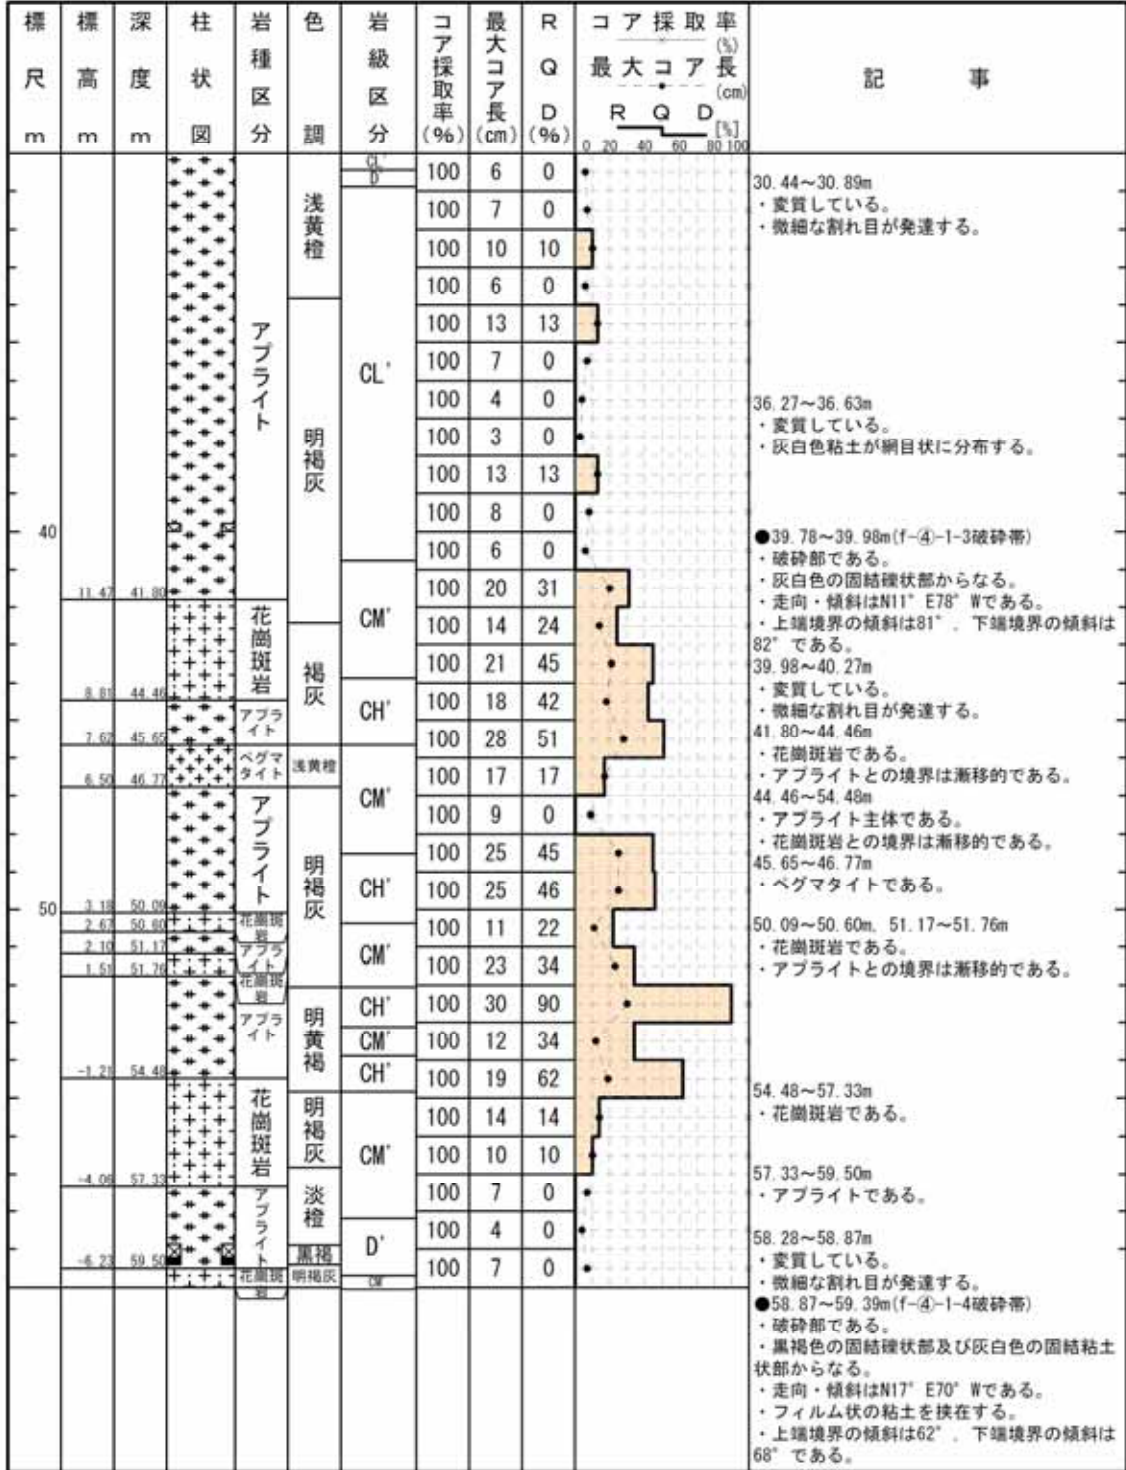 標尺 m
標高 m
深度 m
柱状図
岩種区分
色調
岩級区分
コア採取率(%)
最大コア長(cm)
RQD(%)
コア採取率
(%)
最大コア長
(cm)
RQD
[%]
0 20 40 60 80 100
記事
CL'
D'
浅黄橙
100 6 0
100 7 0
100 10 10
100 6 0
アプライト
明褐灰
CL'
100 13 13
100 7 0
100 4 0
100 3 0
100 13 13
100 8 0
40
100 6 0
100 20 31
11.47 41.80
花崗斑岩
CM'
100 14 24
褐灰
100 21 45
8.81 44.46
アプライト
CH'
100 18 42
7.62 45.65
100 28 51
ペグマタイト
浅黄橙
6.50 46.77
CM'
100 17 17
アプライト
明褐灰
100 9 0
100 25 45
CH'
100 25 46
3.18 50.09
50
花崗斑岩
2.67 50.60
100 11 22
アプライト
2.10 51.17
CM'
100 23 34
1.51 51.76
花崗斑岩
アプライト
明黄褐
CH'
100 30 90
CM'
100 12 34
CH'
100 19 62
-1.21 54.48
花崗斑岩
明褐灰
CM'
100 14 14
100 10 10
-4.06 57.33
アプライト
淡橙
100 7 0
D'
100 4 0
黒褐
100 7 0
-6.23 59.50
花崗斑岩
明褐灰
CM'
30.44～30.89m
・変質している。
・微細な割れ目が発達する。
36.27～36.63m
・変質している。
・灰白色粘土が網目状に分布する。
●39.78～39.98m(f-④-1-3破砕帯)
・破砕部である。
・灰白色の固結礫状部からなる。
・走向・傾斜はN11°E78°Wである。
・上端境界の傾斜は81°，下端境界の傾斜は
82°である。
39.98～40.27m
・変質している。
・微細な割れ目が発達する。
41.80～44.46m
・花崗斑岩である。
・アプライトとの境界は漸移的である。
44.46～54.48m
・アプライト主体である。
・花崗斑岩との境界は漸移的である。
45.65～46.77m
・ペグマタイトである。
50.09～50.60m, 51.17～51.76m
・花崗斑岩である。
・アプライトとの境界は漸移的である。
54.48～57.33m
・花崗斑岩である。
57.33～59.50m
・アプライトである。
58.28～58.87m
・変質している。
・微細な割れ目が発達する。
●58.87～59.39m(f-④-1-4破砕帯)
・破砕部である。
・黒褐色の固結礫状部及び灰白色の固結粘土
状部からなる。
・走向・傾斜はN17°E70°Wである。
・フィルム状の粘土を挟在する。
・上端境界の傾斜は62°，下端境界の傾斜は
68°である。